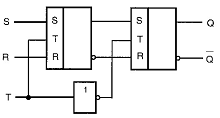 S S S Q
T T
R R R Q̅
T 1